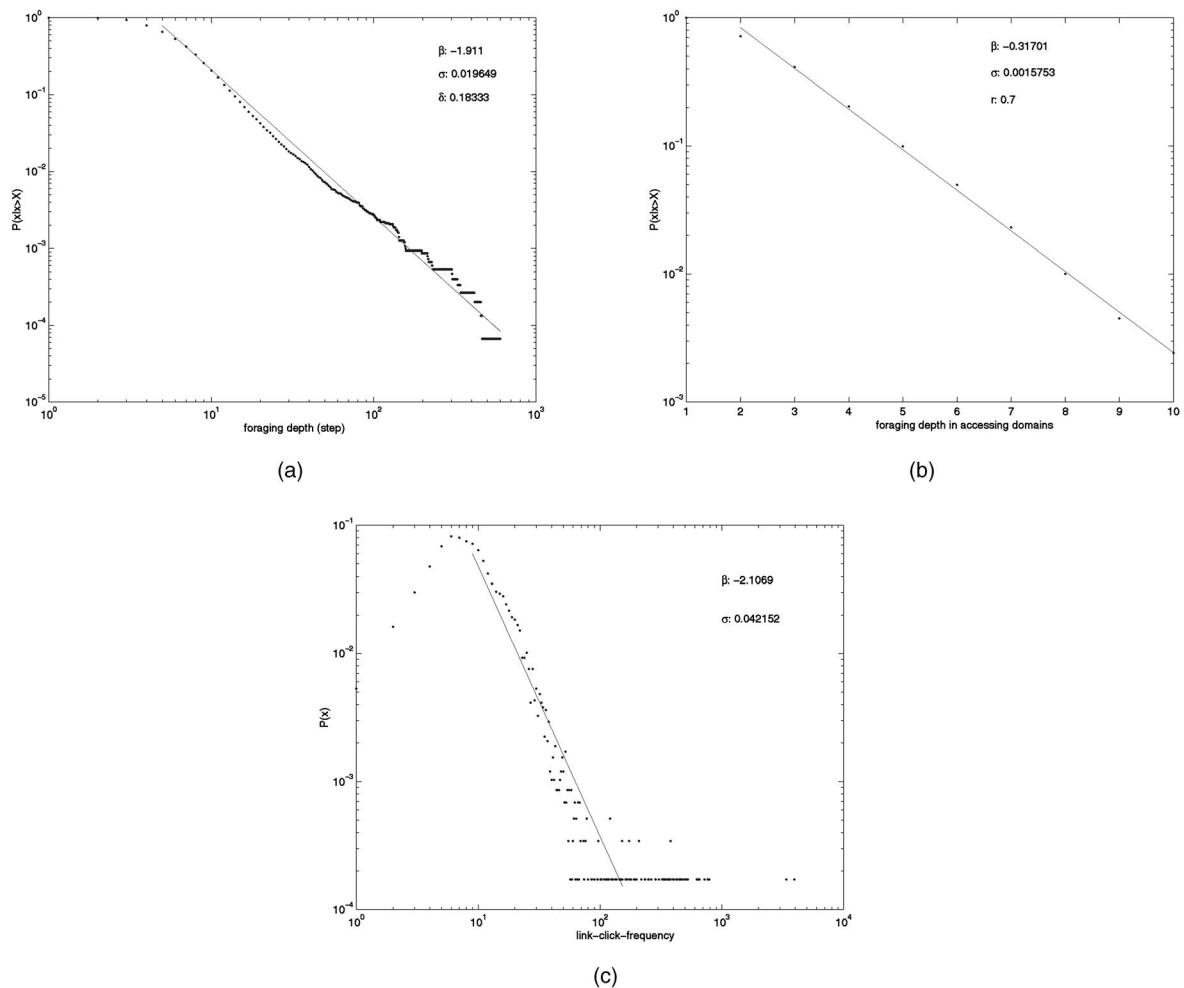 10^0
10^-1
10^-2
10^-3
10^-4
10^-5
P(x|x>X)
β: −1.911
σ: 0.019649
δ: 0.18333
10^0
10^1
10^2
10^3
foraging depth (step)
(a)
10^0
10^-1
10^-2
10^-3
P(x|x>X)
β: −0.31701
σ: 0.0015753
r: 0.7
1 2 3 4 5 6 7 8 9 10
foraging depth in accessing domains
(b)
10^-1
10^-2
10^-3
10^-4
P(x)
β: −2.1069
σ: 0.042152
10^0
10^1
10^2
10^3
10^4
link−click−frequency
(c)